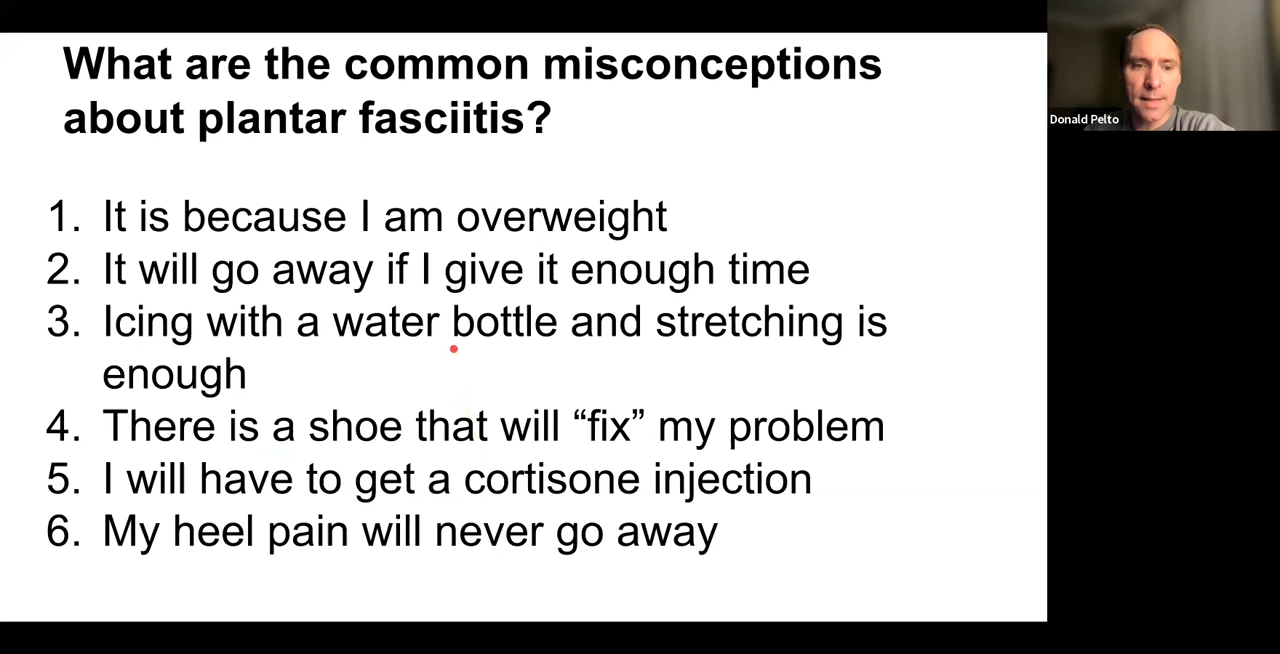 What are the common misconceptions
about plantar fasciitis?
1. It is because I am overweight
2. It will go away if I give it enough time
3. Icing with a water bottle and stretching is
enough
4. There is a shoe that will “fix” my problem
5. I will have to get a cortisone injection
6. My heel pain will never go away
Donald Pelto